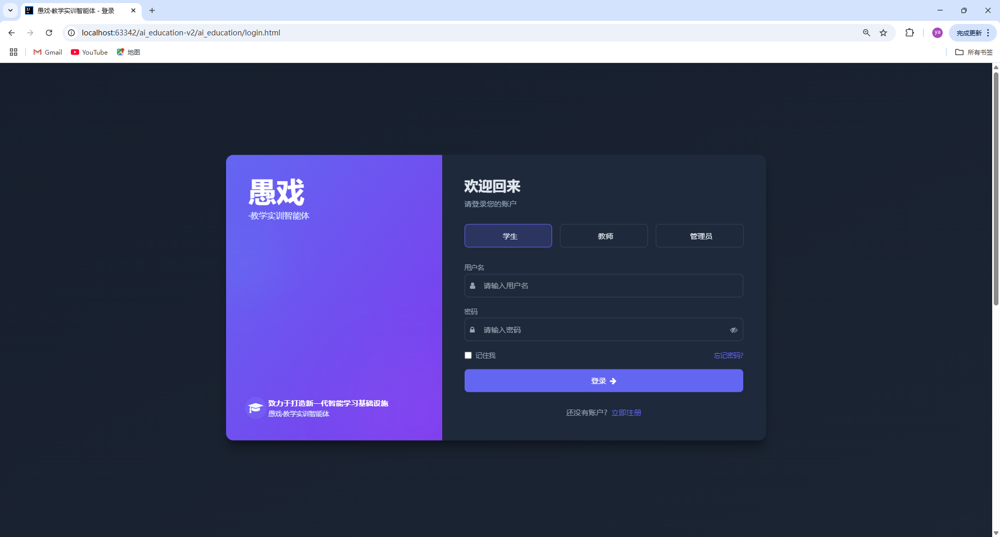 愚戏·教学实训智能体 - 登录
localhost:63342/ai_education-v2/ai_education/login.html
ya
完成更新
Gmail
YouTube
地图
所有书签
愚戏
·教学实训智能体
致力于打造新一代智能学习基础设施
愚戏·教学实训智能体
欢迎回来
请登录您的账户
学生
教师
管理员
用户名
请输入用户名
密码
请输入密码
记住我
忘记密码?
登录
还没有账户? 立即注册